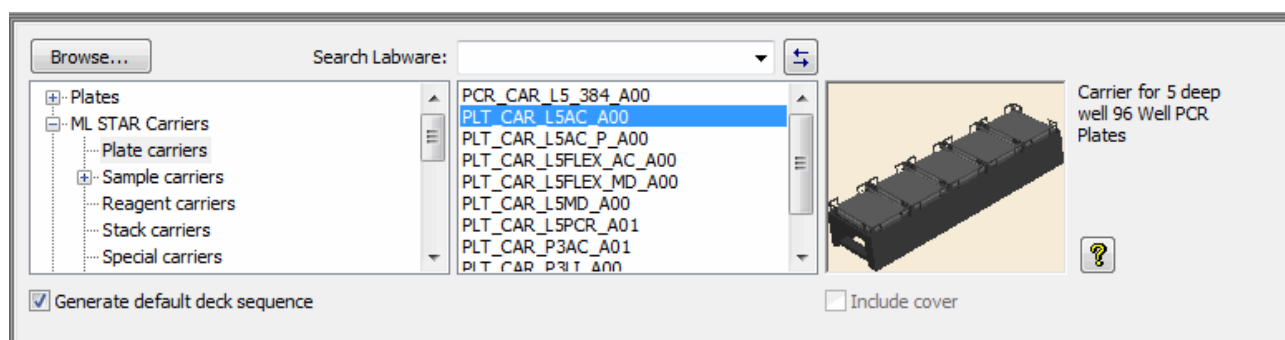 Browse...
Search Labware:
Plates
ML STAR Carriers
Plate carriers
Sample carriers
Reagent carriers
Stack carriers
Special carriers
PCR_CAR_L5_384_A00
PLT_CAR_L5AC_A00
PLT_CAR_L5AC_P_A00
PLT_CAR_L5FLEX_AC_A00
PLT_CAR_L5FLEX_MD_A00
PLT_CAR_L5MD_A00
PLT_CAR_L5PCR_A01
PLT_CAR_P3AC_A01
PLT_CAR_P3LI_A00
Carrier for 5 deep
well 96 Well PCR
Plates
?
Generate default deck sequence
Include cover